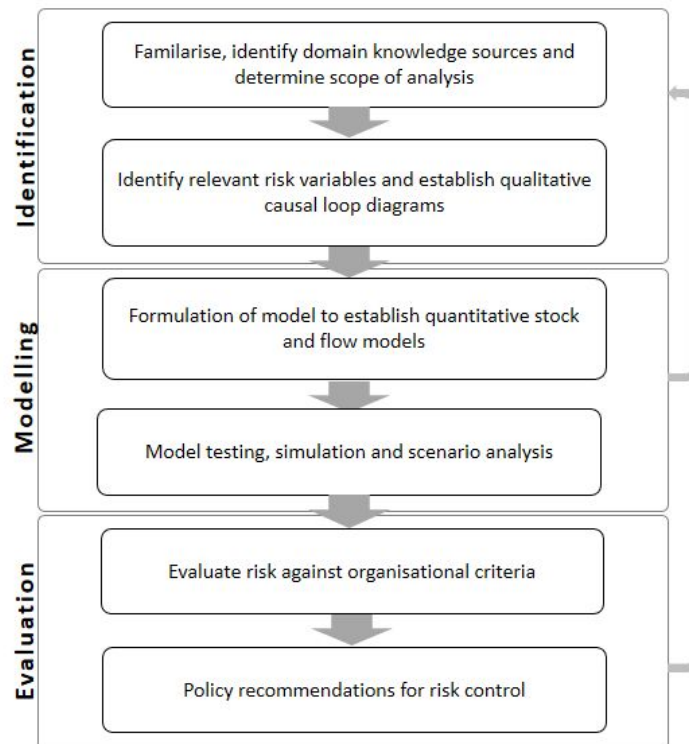 Identification
Familarise, identify domain knowledge sources and
determine scope of analysis
Identify relevant risk variables and establish qualitative
causal loop diagrams
Modelling
Formulation of model to establish quantitative stock
and flow models
Model testing, simulation and scenario analysis
Evaluation
Evaluate risk against organisational criteria
Policy recommendations for risk control